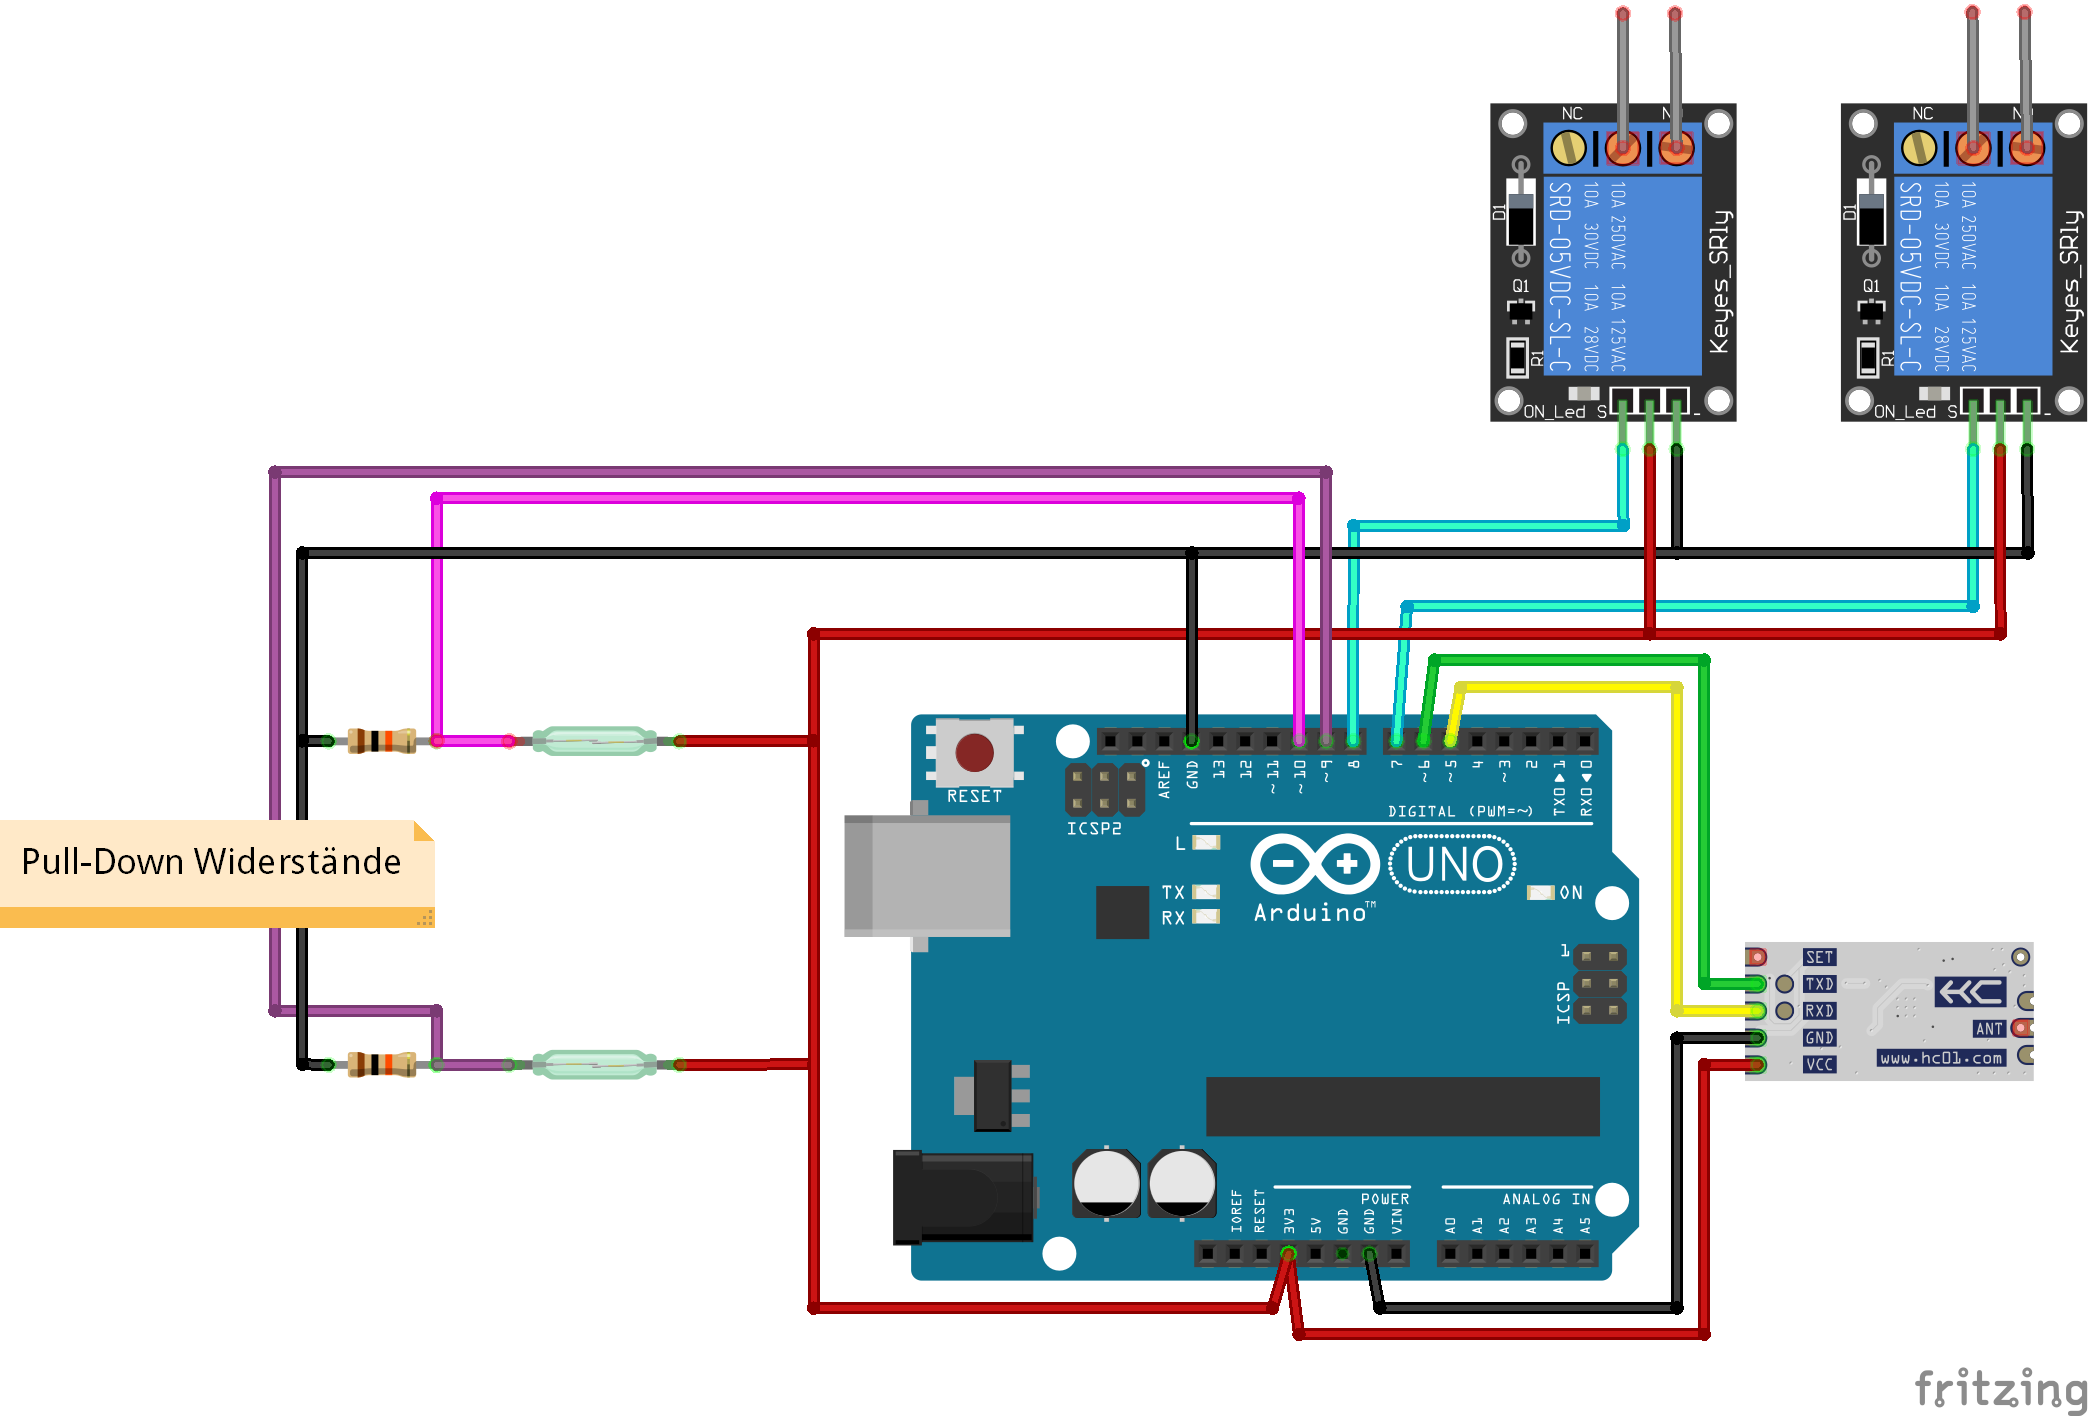 NC
NO
D1
SRD-05VDC-SL-C
10A 30VDC 10A 28VDC
10A 250VAC 10A 125VAC
Keyes_SRly
Q1
R1
ON_Led S
-
NC
D1
SRD-05VDC-SL-C
10A 30VDC 10A 28VDC
10A 250VAC 10A 125VAC
Keyes_SRly
Q1
R1
ON_Led S
-
Pull-Down Widerstände
RESET
ICSP2
AREF
GND
13
12
~11
~10
~9
8
7
~6
~5
4
~3
2
TX0▶1
RX0◀0
DIGITAL (PWM=~)
L
TX
RX
UNO
Arduino™
ON
1
ICSP
IOREF
RESET
3V3
5V
GND
GND
VIN
POWER
ANALOG IN
A0
A1
A2
A3
A4
A5
SET
TXD
RXD
GND
VCC
HC
ANT
www.hc01.com
fritzing